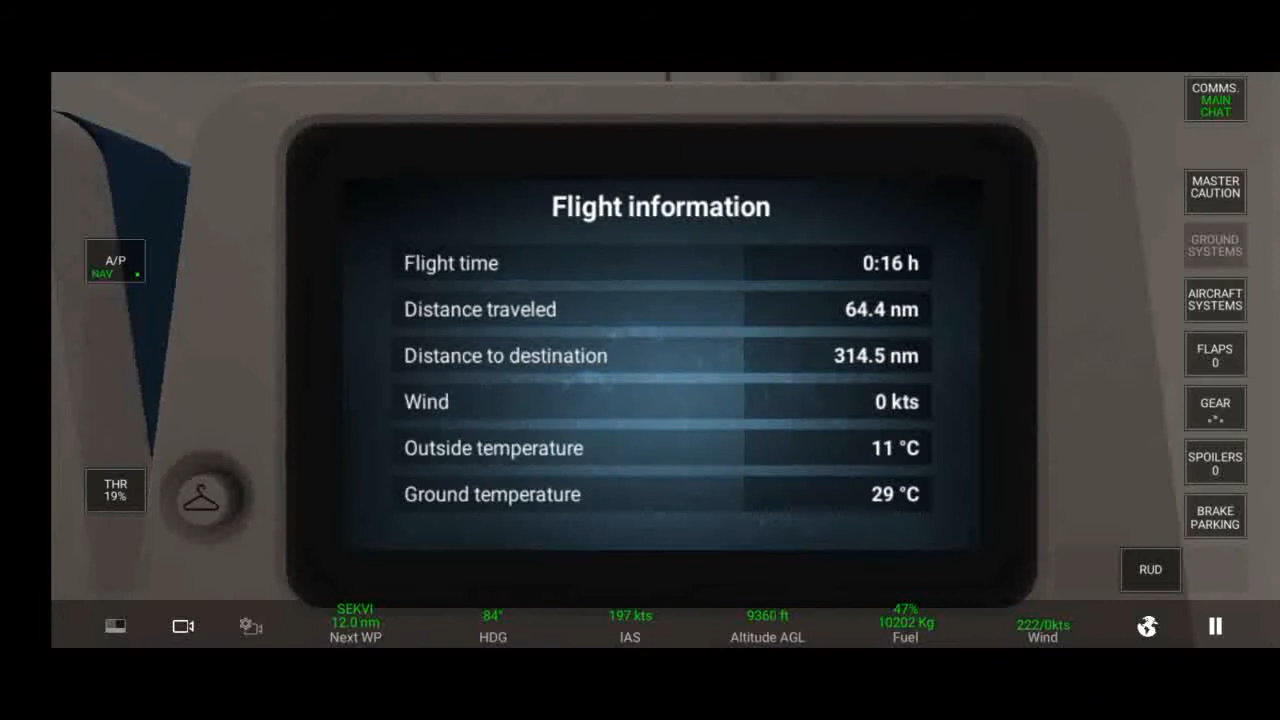 COMMS.
MAIN
CHAT
MASTER
CAUTION
Flight information
GROUND
SYSTEMS
A/P
NAV
Flight time 0:16 h
Distance traveled 64.4 nm
AIRCRAFT
SYSTEMS
Distance to destination 314.5 nm
FLAPS
0
Wind 0 kts
GEAR
Outside temperature 11 °C
SPOILERS
0
THR
19%
Ground temperature 29 °C
BRAKE
PARKING
RUD
SEKVI
12.0 nm
Next WP
84°
HDG
197 kts
IAS
9360 ft
Altitude AGL
47%
10202 Kg
Fuel
222/0kts
Wind